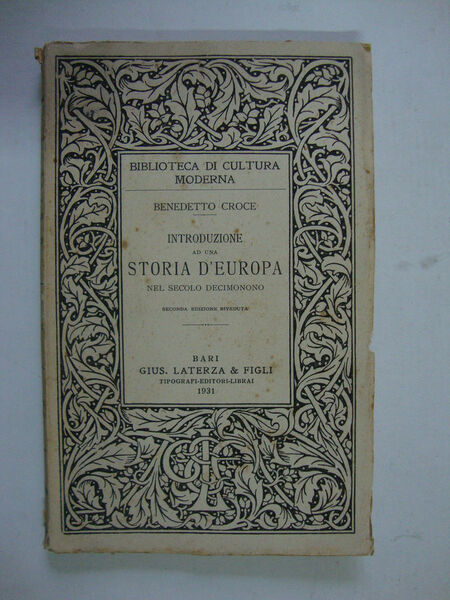 BIBLIOTECA DI CULTURA
MODERNA
BENEDETTO CROCE
INTRODUZIONE
AD UNA
STORIA D'EUROPA
NEL SECOLO DECIMONONO
SECONDA EDIZIONE RIVEDUTA
BARI
GIUS. LATERZA & FIGLI
TIPOGRAFI-EDITORI-LIBRAI
1931